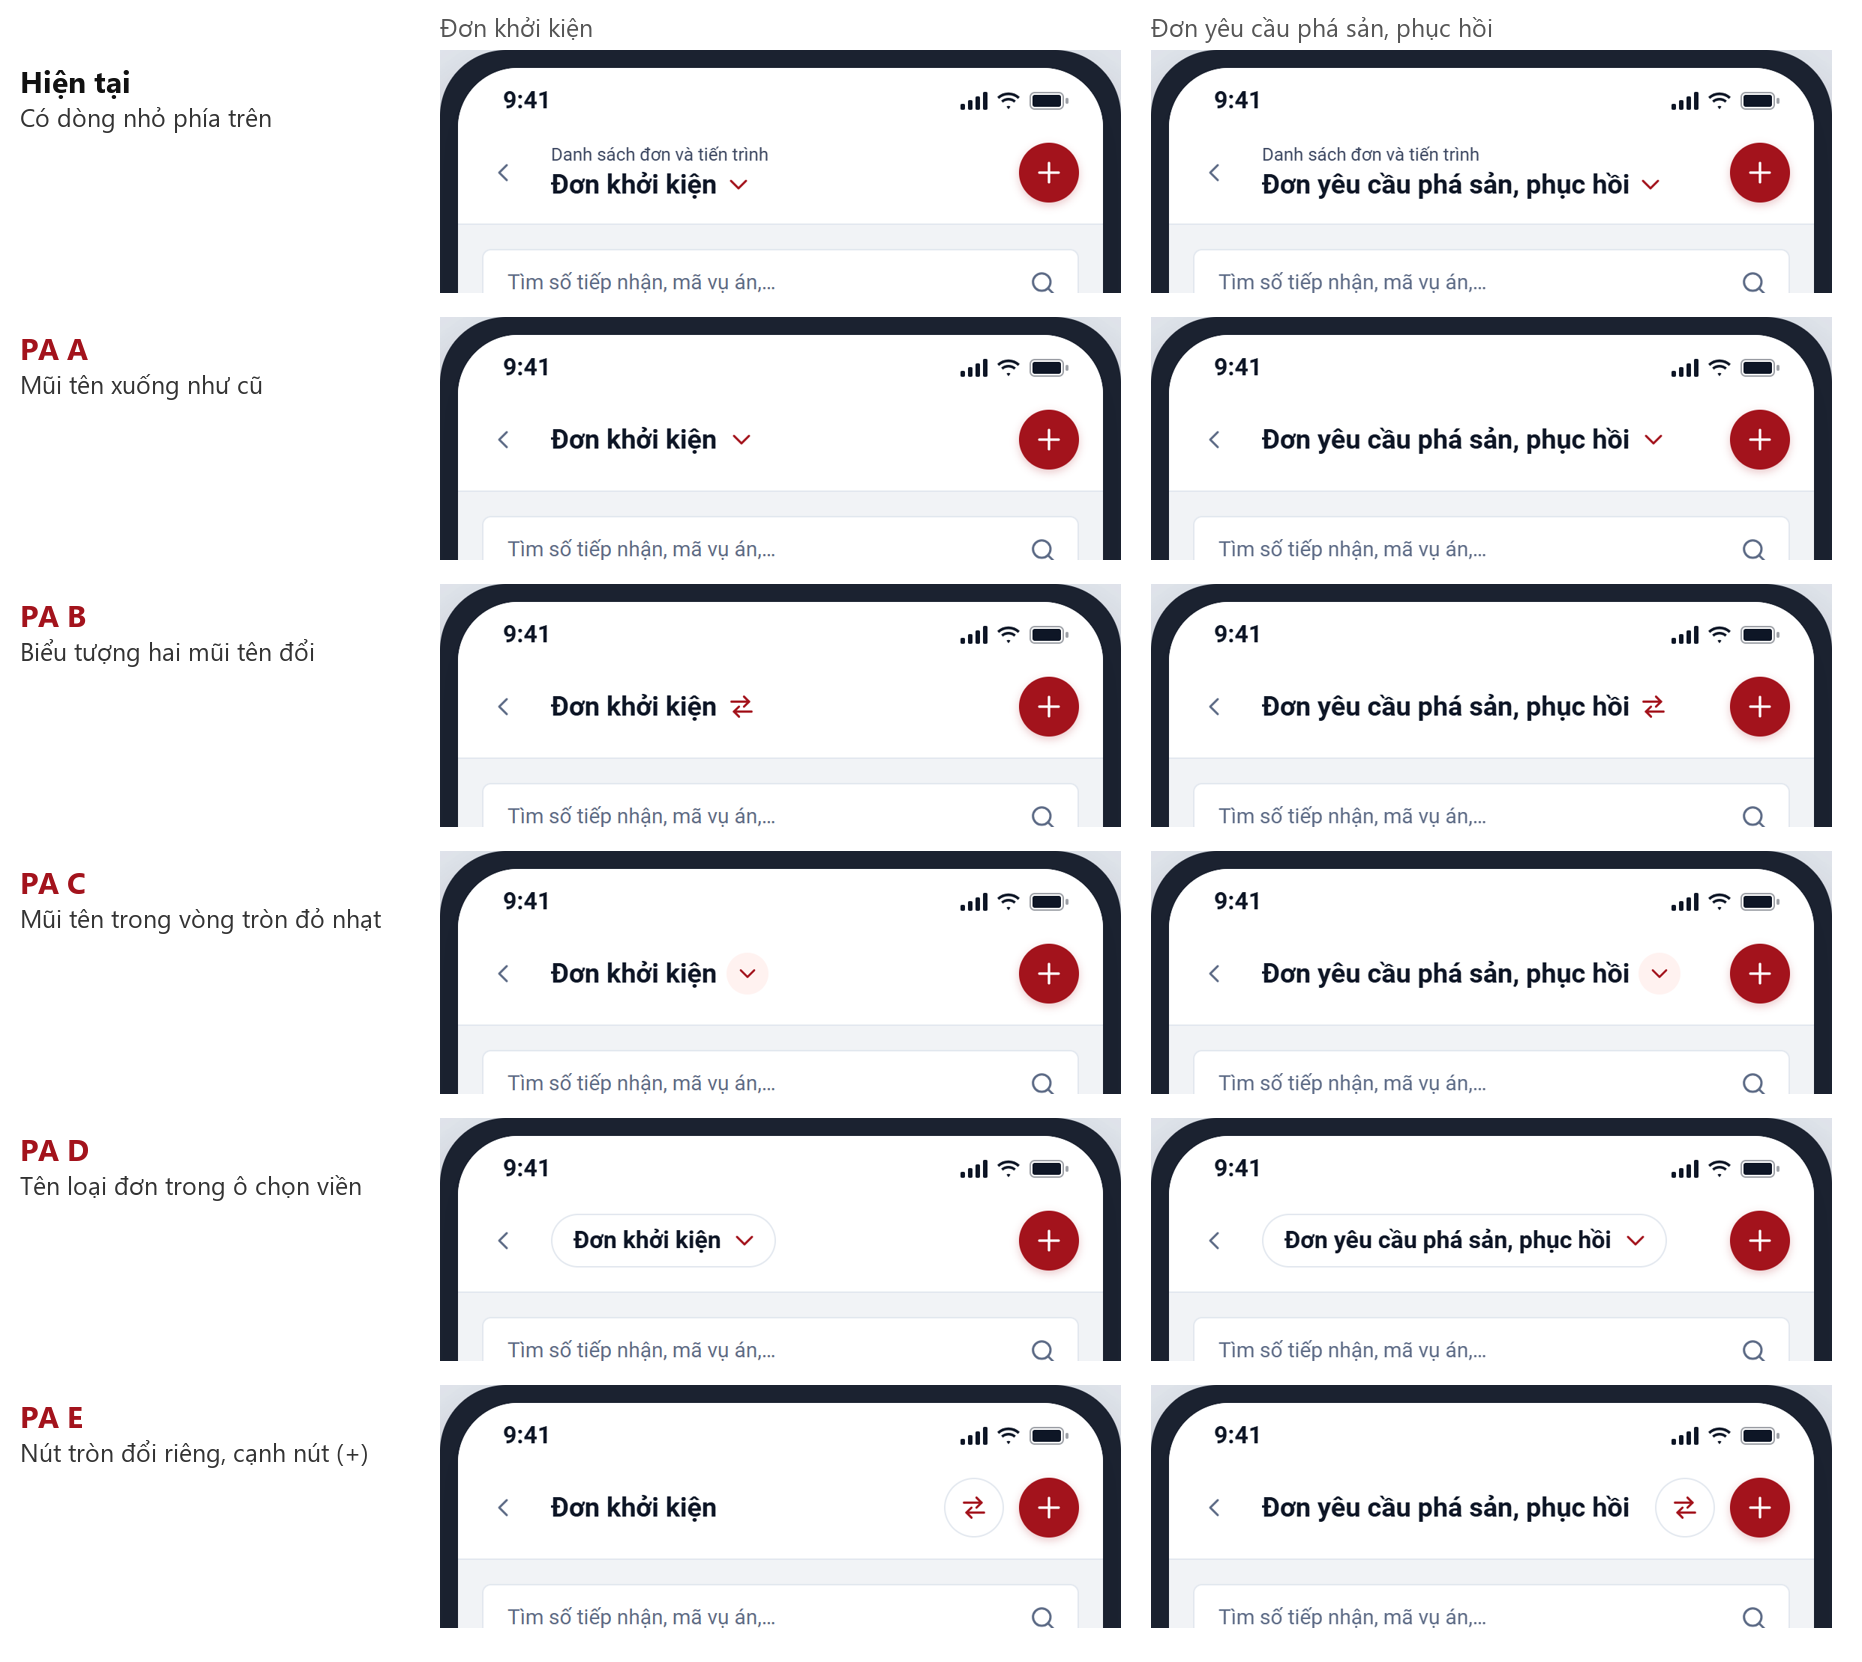 Đơn khởi kiện
Đơn yêu cầu phá sản, phục hồi
Hiện tại
Có dòng nhỏ phía trên
9:41
Danh sách đơn và tiến trình
Đơn khởi kiện
Tìm số tiếp nhận, mã vụ án,...
9:41
Danh sách đơn và tiến trình
Đơn yêu cầu phá sản, phục hồi
Tìm số tiếp nhận, mã vụ án,...
PA A
Mũi tên xuống như cũ
9:41
Đơn khởi kiện
Tìm số tiếp nhận, mã vụ án,...
9:41
Đơn yêu cầu phá sản, phục hồi
Tìm số tiếp nhận, mã vụ án,...
PA B
Biểu tượng hai mũi tên đổi
9:41
Đơn khởi kiện
Tìm số tiếp nhận, mã vụ án,...
9:41
Đơn yêu cầu phá sản, phục hồi
Tìm số tiếp nhận, mã vụ án,...
PA C
Mũi tên trong vòng tròn đỏ nhạt
9:41
Đơn khởi kiện
Tìm số tiếp nhận, mã vụ án,...
9:41
Đơn yêu cầu phá sản, phục hồi
Tìm số tiếp nhận, mã vụ án,...
PA D
Tên loại đơn trong ô chọn viền
9:41
Đơn khởi kiện
Tìm số tiếp nhận, mã vụ án,...
9:41
Đơn yêu cầu phá sản, phục hồi
Tìm số tiếp nhận, mã vụ án,...
PA E
Nút tròn đổi riêng, cạnh nút (+)
9:41
Đơn khởi kiện
Tìm số tiếp nhận, mã vụ án,...
9:41
Đơn yêu cầu phá sản, phục hồi
Tìm số tiếp nhận, mã vụ án,...